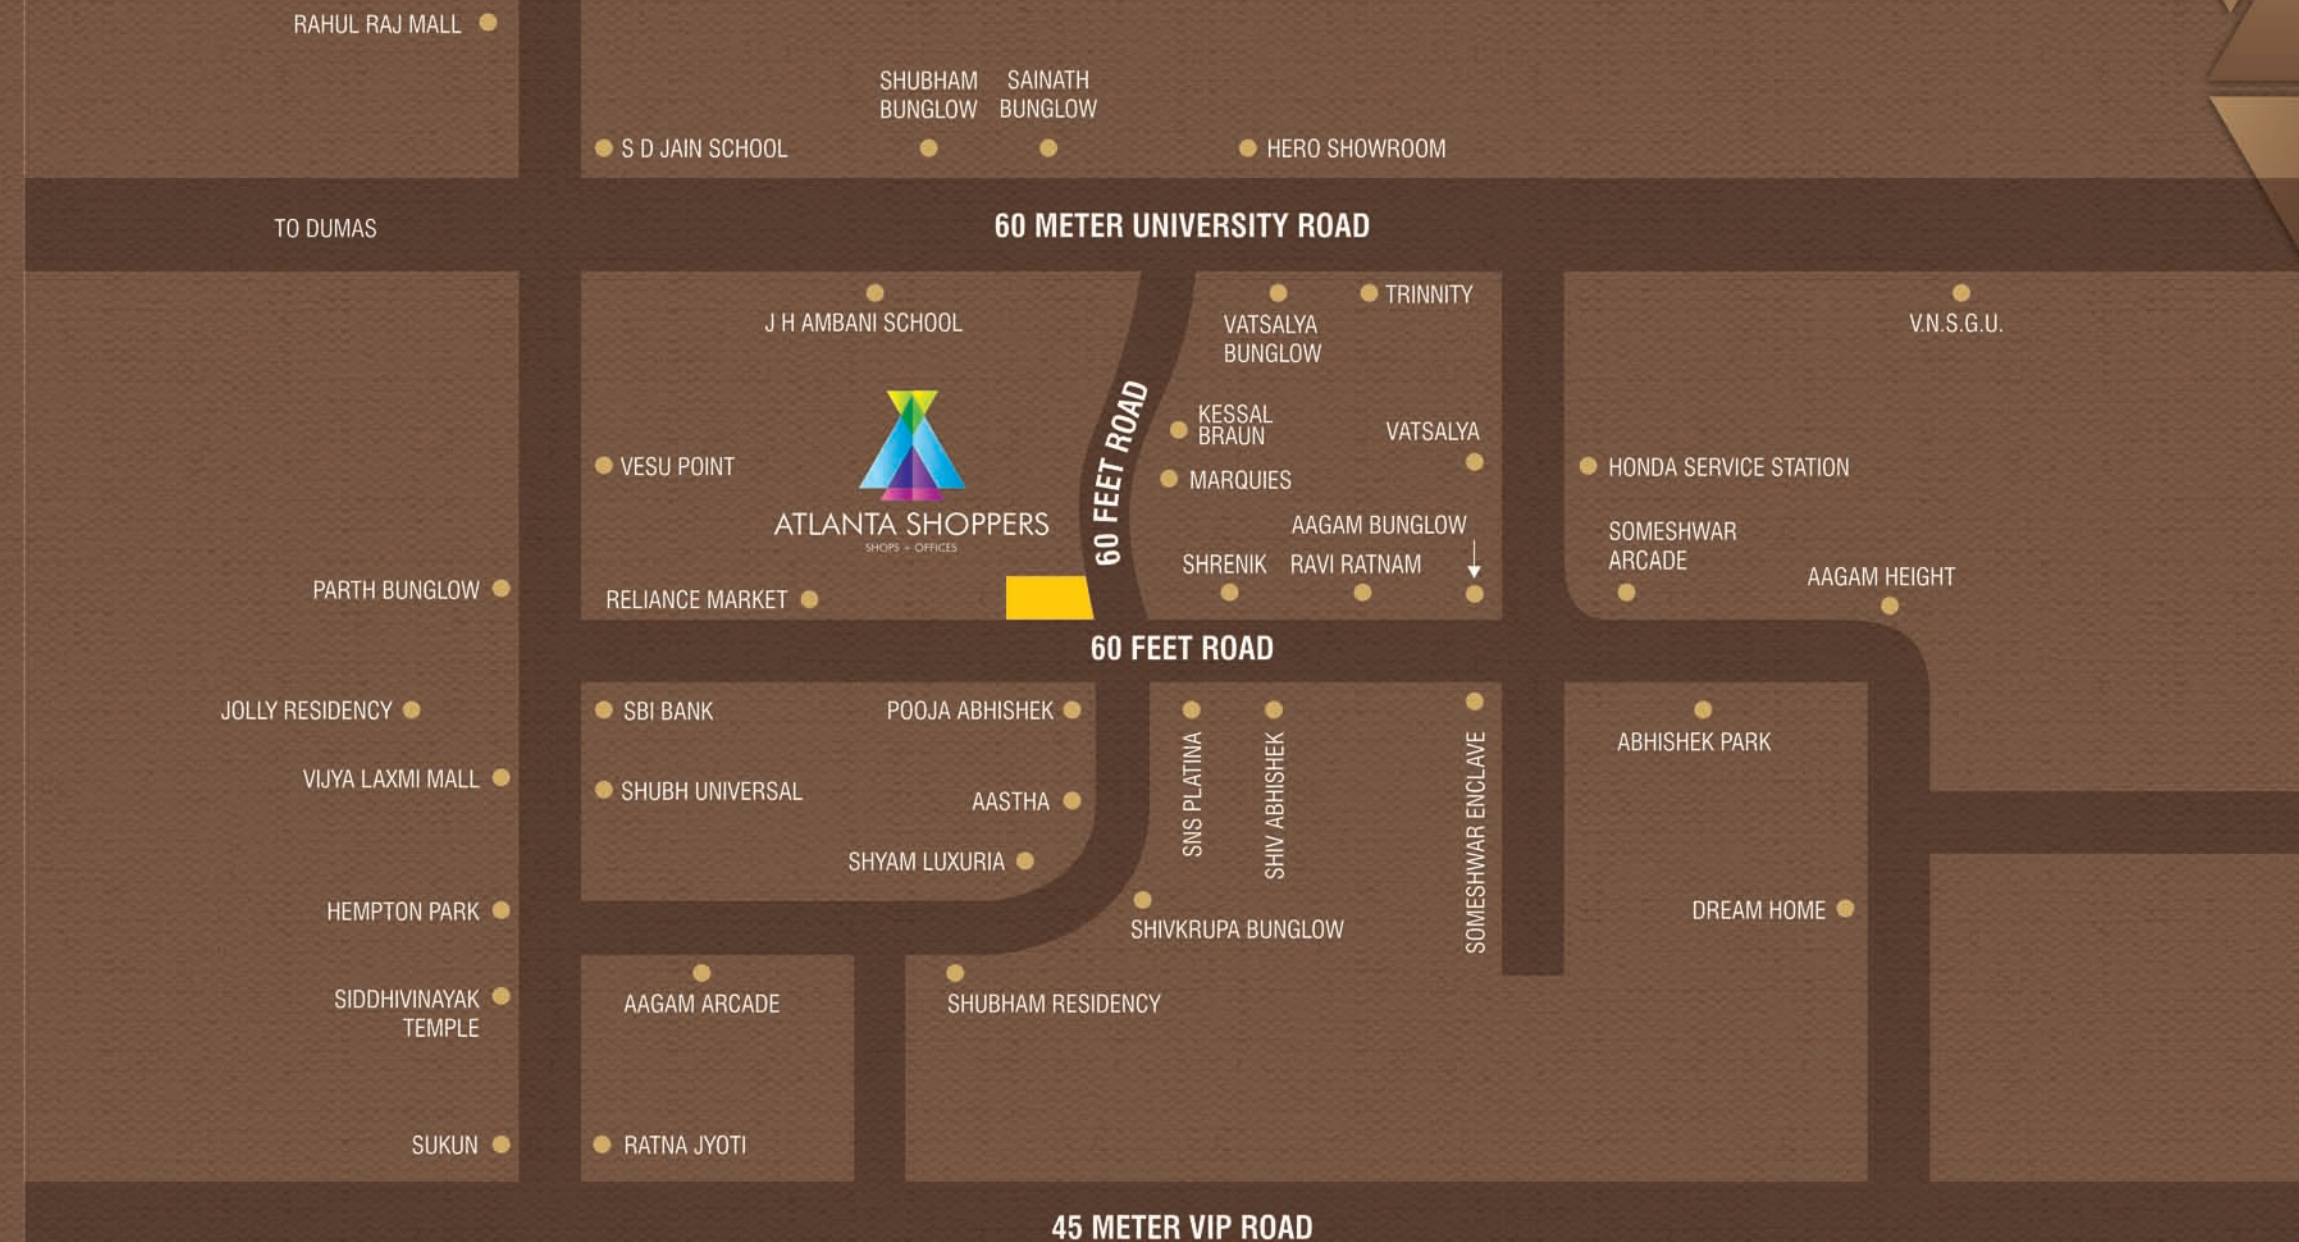 RAHUL RAJ MALL
SHUBHAM
BUNGLOW
SAINATH
BUNGLOW
S D JAIN SCHOOL
HERO SHOWROOM
TO DUMAS
60 METER UNIVERSITY ROAD
J H AMBANI SCHOOL
VATSALYA
BUNGLOW
TRINNITY
V.N.S.G.U.
60 FEET ROAD
KESSAL
BRAUN
VATSALYA
VESU POINT
MARQUIES
HONDA SERVICE STATION
ATLANTA SHOPPERS
SHOPS + OFFICES
AAGAM BUNGLOW
SOMESHWAR
ARCADE
SHRENIK
RAVI RATNAM
AAGAM HEIGHT
PARTH BUNGLOW
RELIANCE MARKET
60 FEET ROAD
JOLLY RESIDENCY
SBI BANK
POOJA ABHISHEK
SNS PLATINA
SHIV ABHISHEK
SOMESHWAR ENCLAVE
ABHISHEK PARK
VIJYA LAXMI MALL
SHUBH UNIVERSAL
AASTHA
SHYAM LUXURIA
HEMPTON PARK
SHIVKRUPA BUNGLOW
DREAM HOME
SIDDHIVINAYAK
TEMPLE
AAGAM ARCADE
SHUBHAM RESIDENCY
SUKUN
RATNA JYOTI
45 METER VIP ROAD